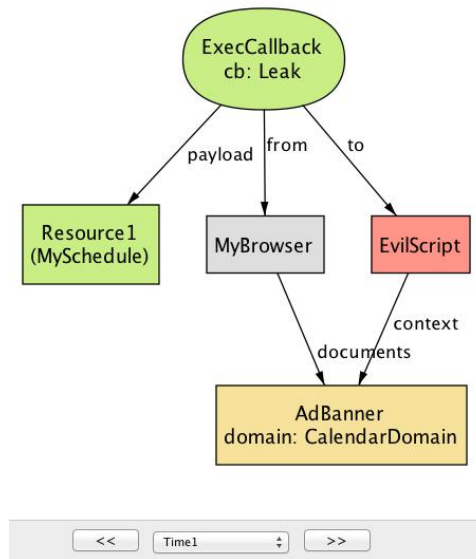 ExecCallback
cb: Leak
payload
from
to
Resource1
(MySchedule)
MyBrowser
EvilScript
documents
context
AdBanner
domain: CalendarDomain
<< Time1 >>